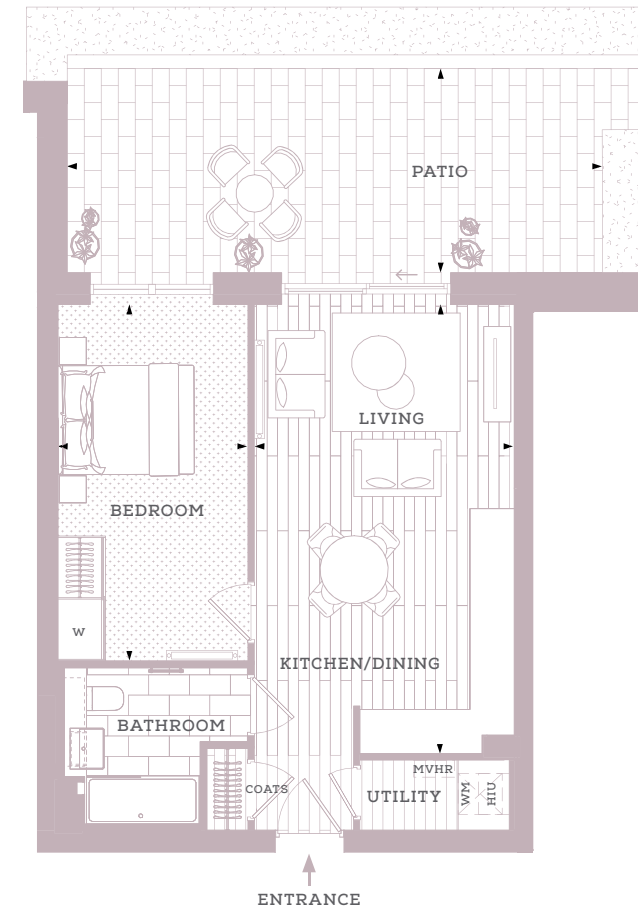 PATIO
LIVING
BEDROOM
W
KITCHEN/DINING
BATHROOM
MVHR
COATS
UTILITY
WM
HIU
ENTRANCE